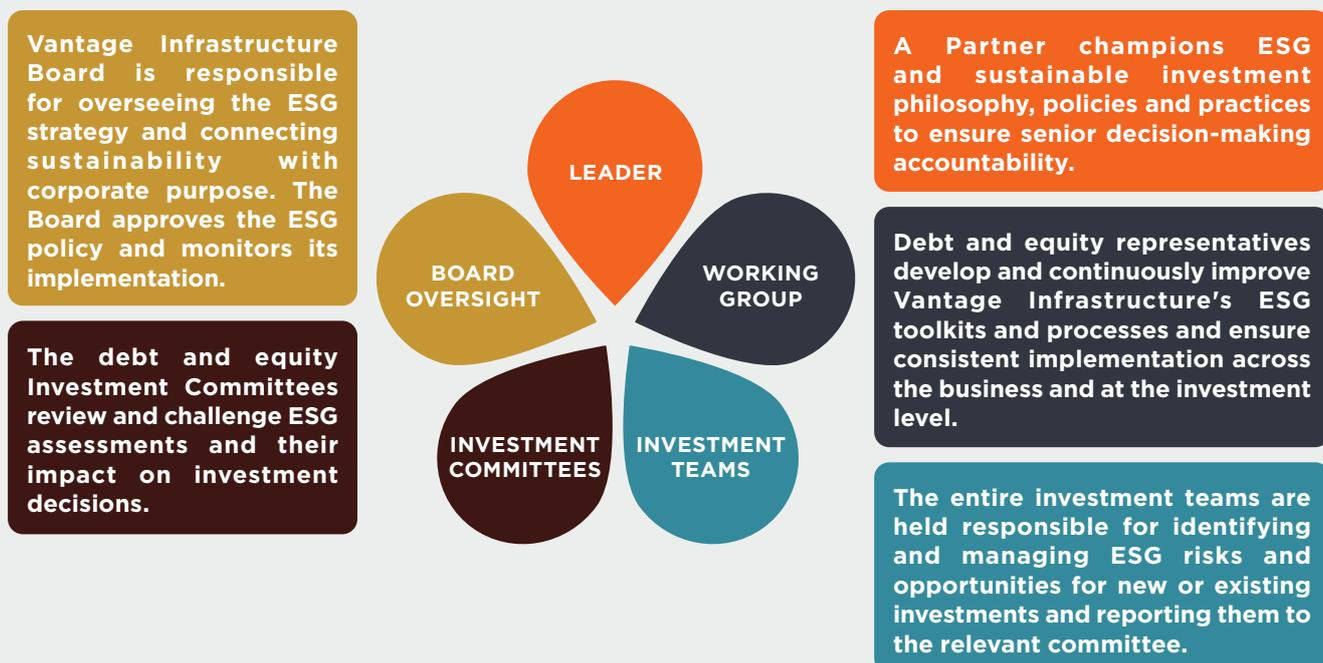 Vantage Infrastructure
Board is responsible
for overseeing the ESG
strategy and connecting
sustainability with
corporate purpose. The
Board approves the ESG
policy and monitors its
implementation.
The debt and equity
Investment Committees
review and challenge ESG
assessments and their
impact on investment
decisions.
LEADER
BOARD
OVERSIGHT
WORKING
GROUP
INVESTMENT
COMMITTEES
INVESTMENT
TEAMS
A Partner champions ESG
and sustainable investment
philosophy, policies and practices
to ensure senior decision-making
accountability.
Debt and equity representatives
develop and continuously improve
Vantage Infrastructure's ESG
toolkits and processes and ensure
consistent implementation across
the business and at the investment
level.
The entire investment teams are
held responsible for identifying
and managing ESG risks and
opportunities for new or existing
investments and reporting them to
the relevant committee.